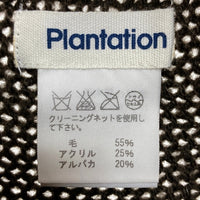 Plantation
クリーニングネットを使用し
て下さい。
毛 55%
アクリル 25%
アルパカ 20%